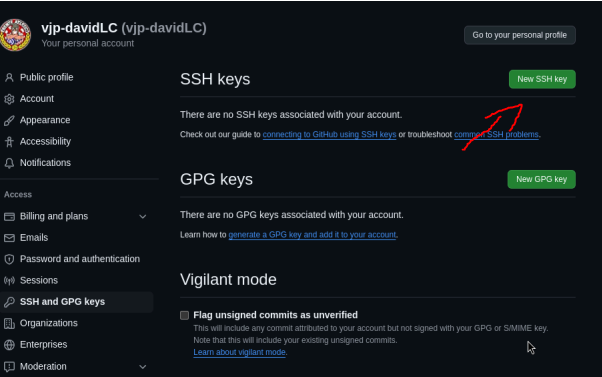 vjp-davidLC (vjp-davidLC)
Your personal account
Go to your personal profile
Public profile
Account
Appearance
Accessibility
Notifications
Access
Billing and plans
Emails
Password and authentication
Sessions
SSH and GPG keys
Organizations
Enterprises
Moderation
SSH keys
New SSH key
There are no SSH keys associated with your account.
Check out our guide to connecting to GitHub using SSH keys or troubleshoot common SSH problems.
GPG keys
New GPG key
There are no GPG keys associated with your account.
Learn how to generate a GPG key and add it to your account.
Vigilant mode
Flag unsigned commits as unverified
This will include any commit attributed to your account but not signed with your GPG or S/MIME key.
Note that this will include your existing unsigned commits.
Learn about vigilant mode.